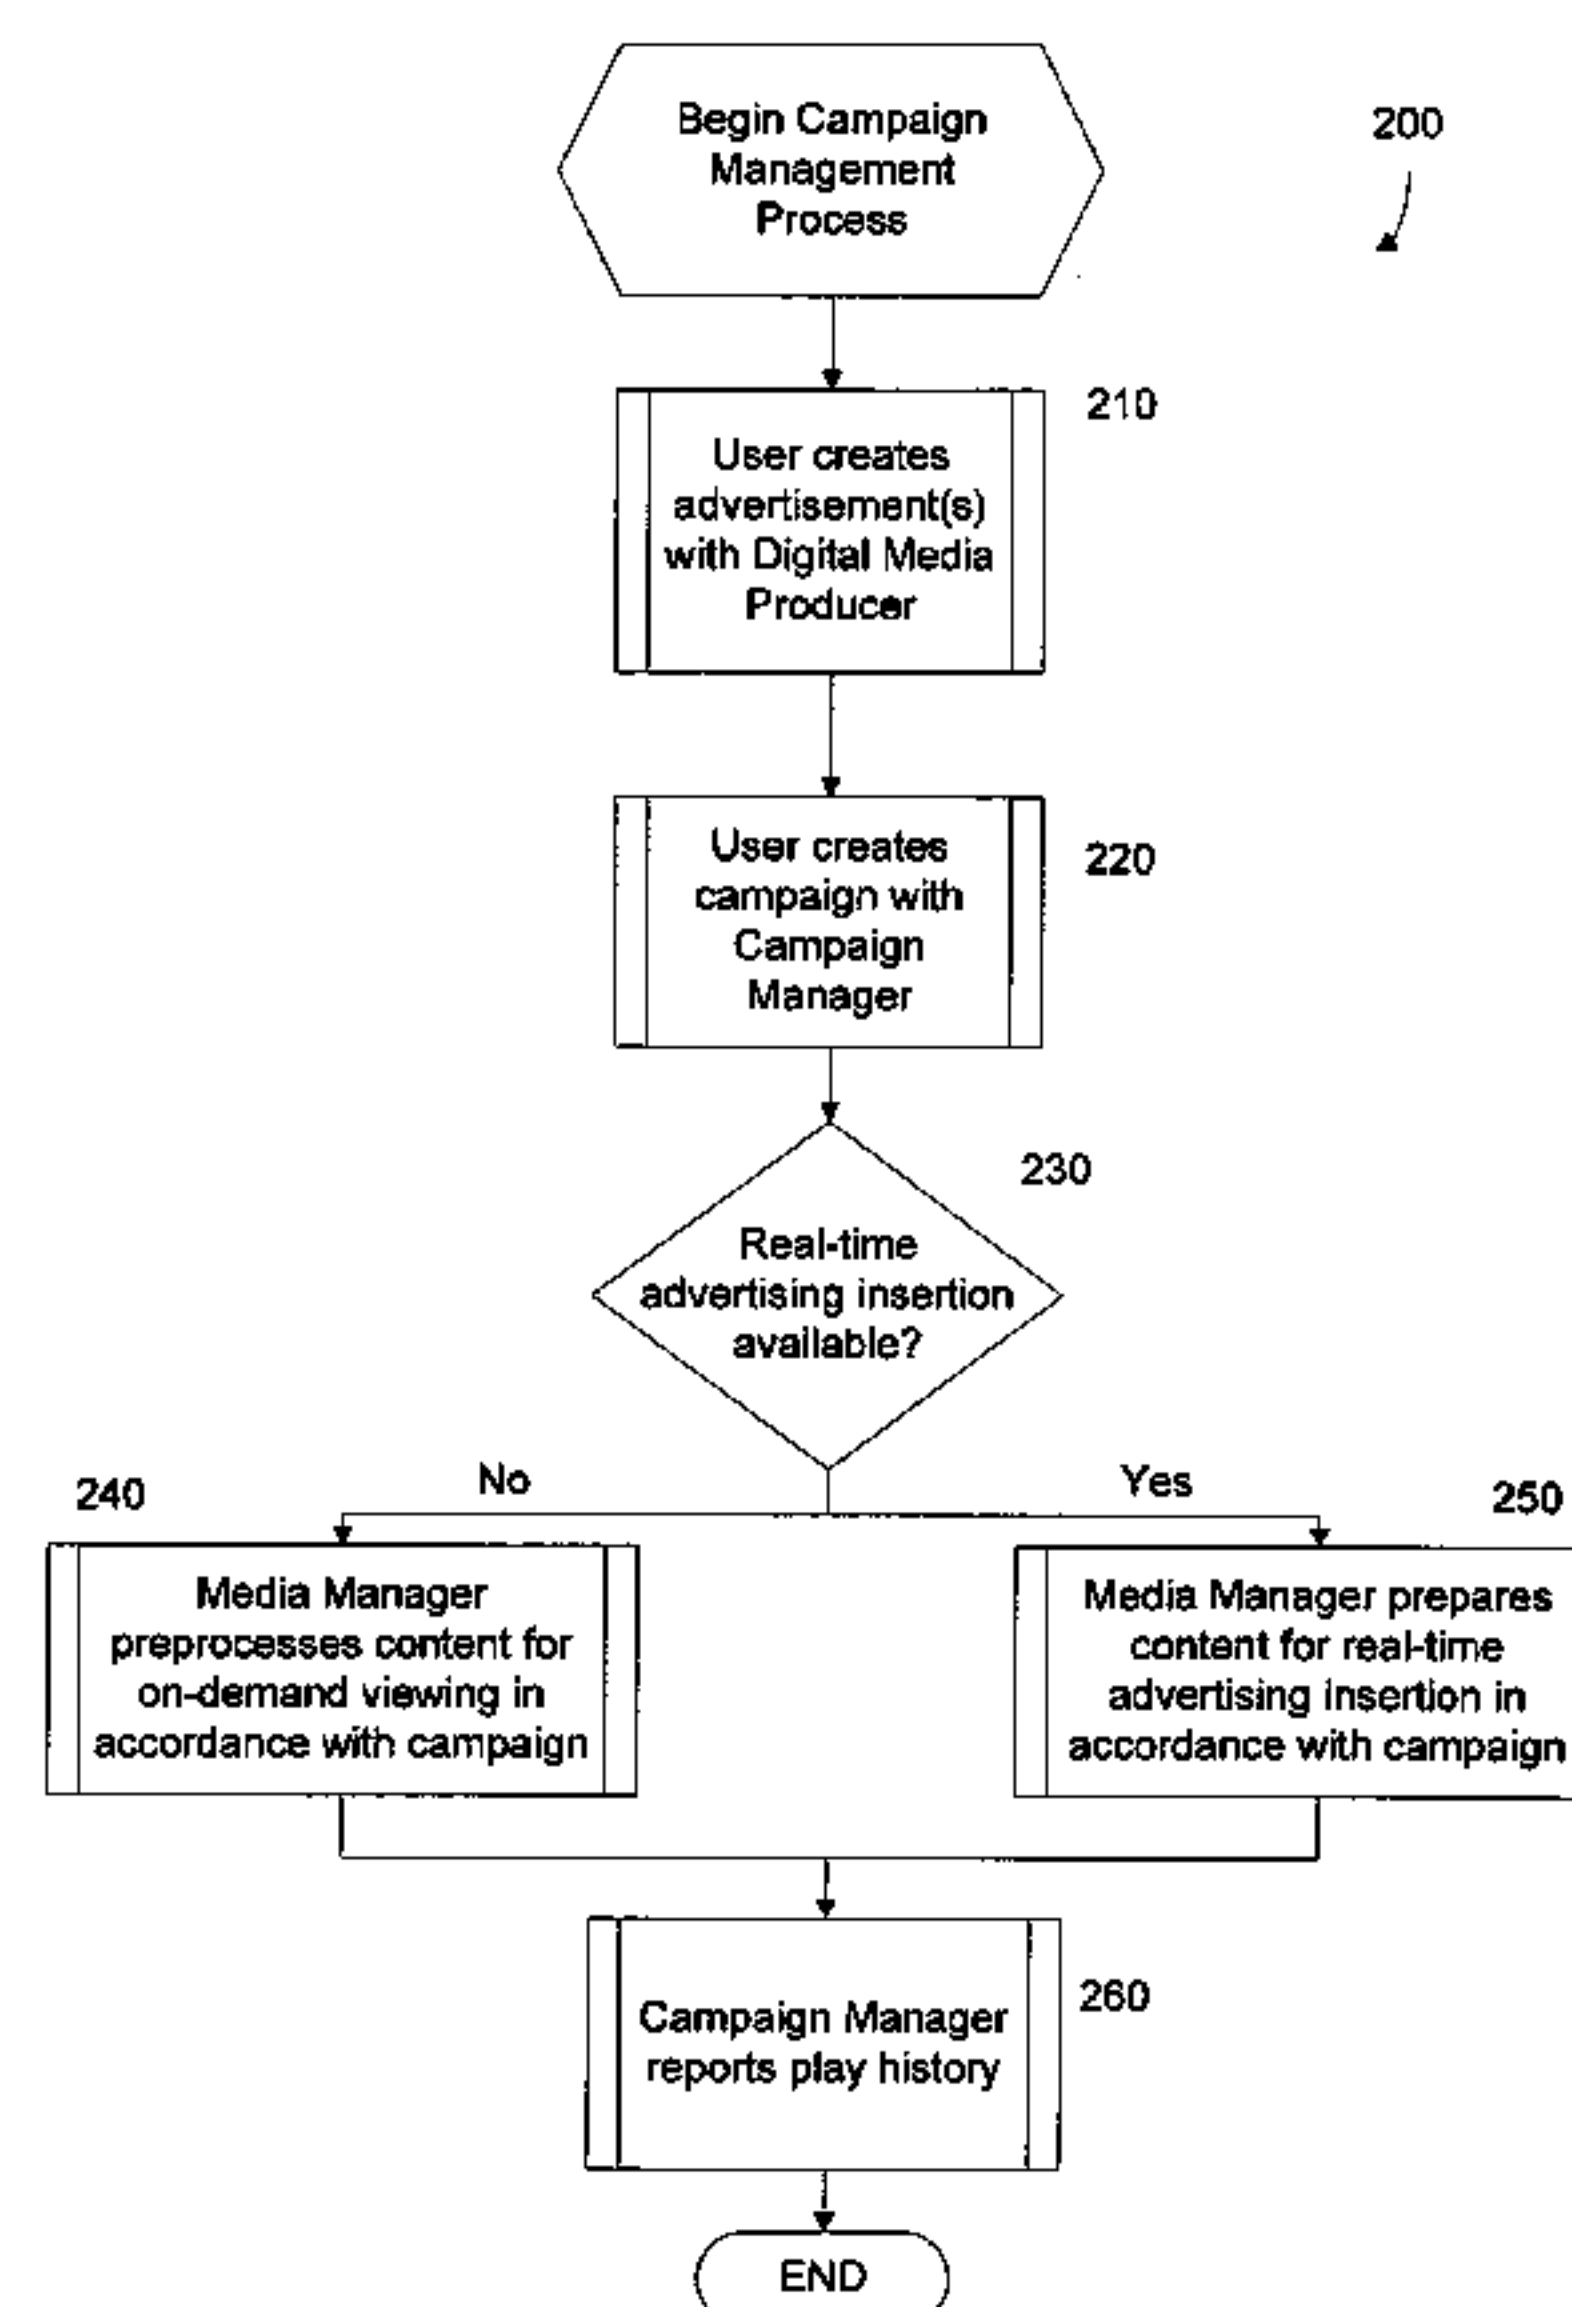 Begin Campaign
Management
Process
200
210
User creates
advertisement(s)
with Digital Media
Producer
220
User creates
campaign with
Campaign
Manager
230
Real-time
advertising insertion
available?
No
Yes
240
250
Media Manager
preprocesses content for
on-demand viewing in
accordance with campaign
Media Manager prepares
content for real-time
advertising insertion in
accordance with campaign
260
Campaign Manager
reports play history
END